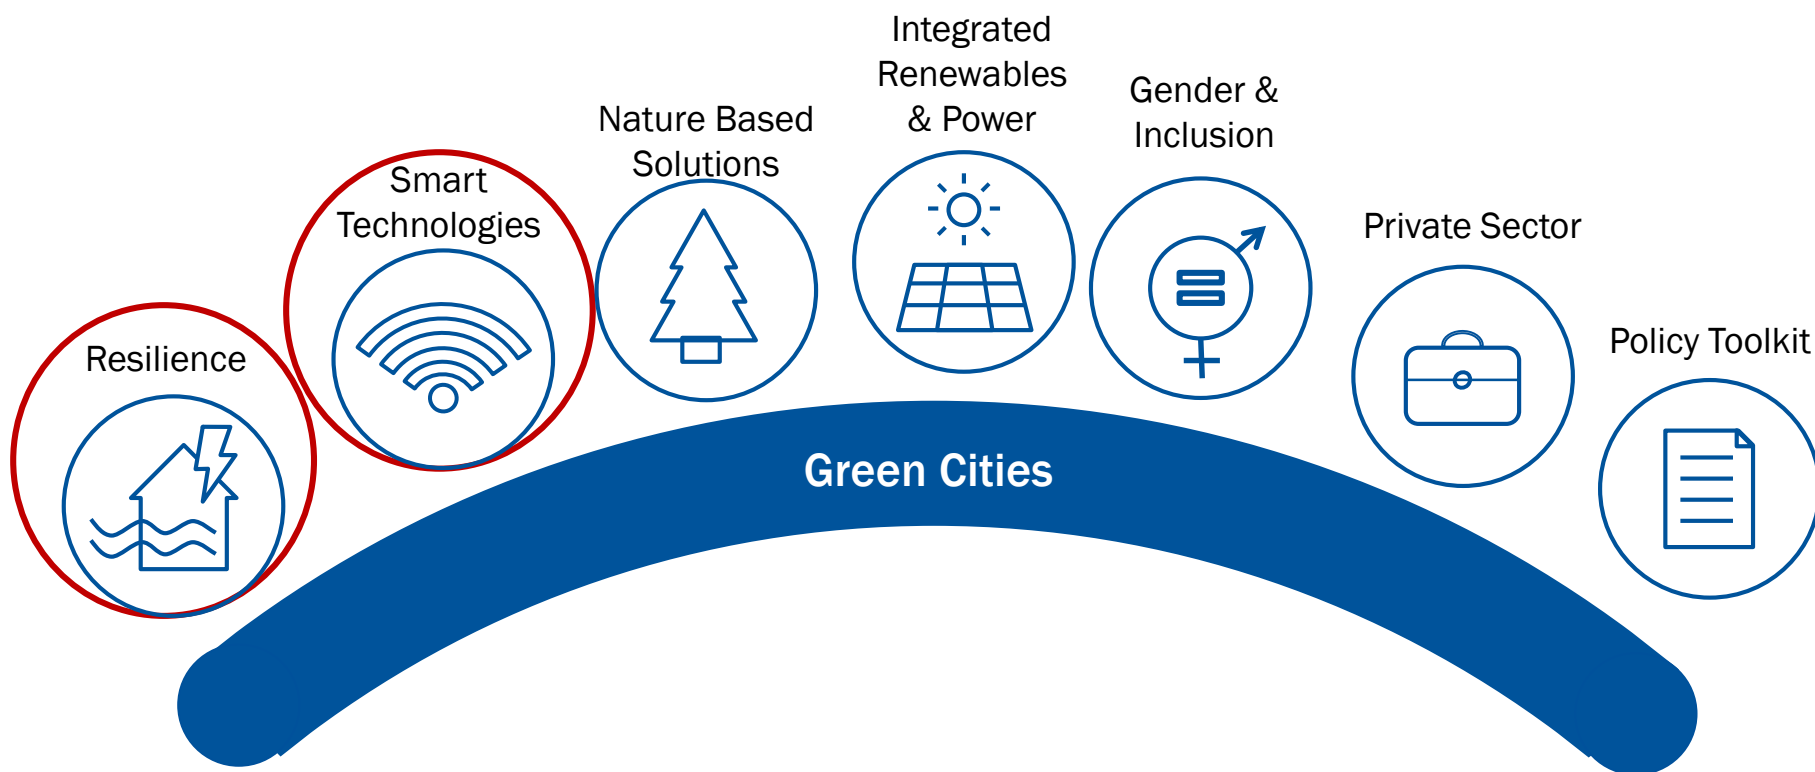 Resilience
Smart
Technologies
Nature Based
Solutions
Integrated
Renewables
& Power
Gender &
Inclusion
Private Sector
Policy Toolkit
Green Cities